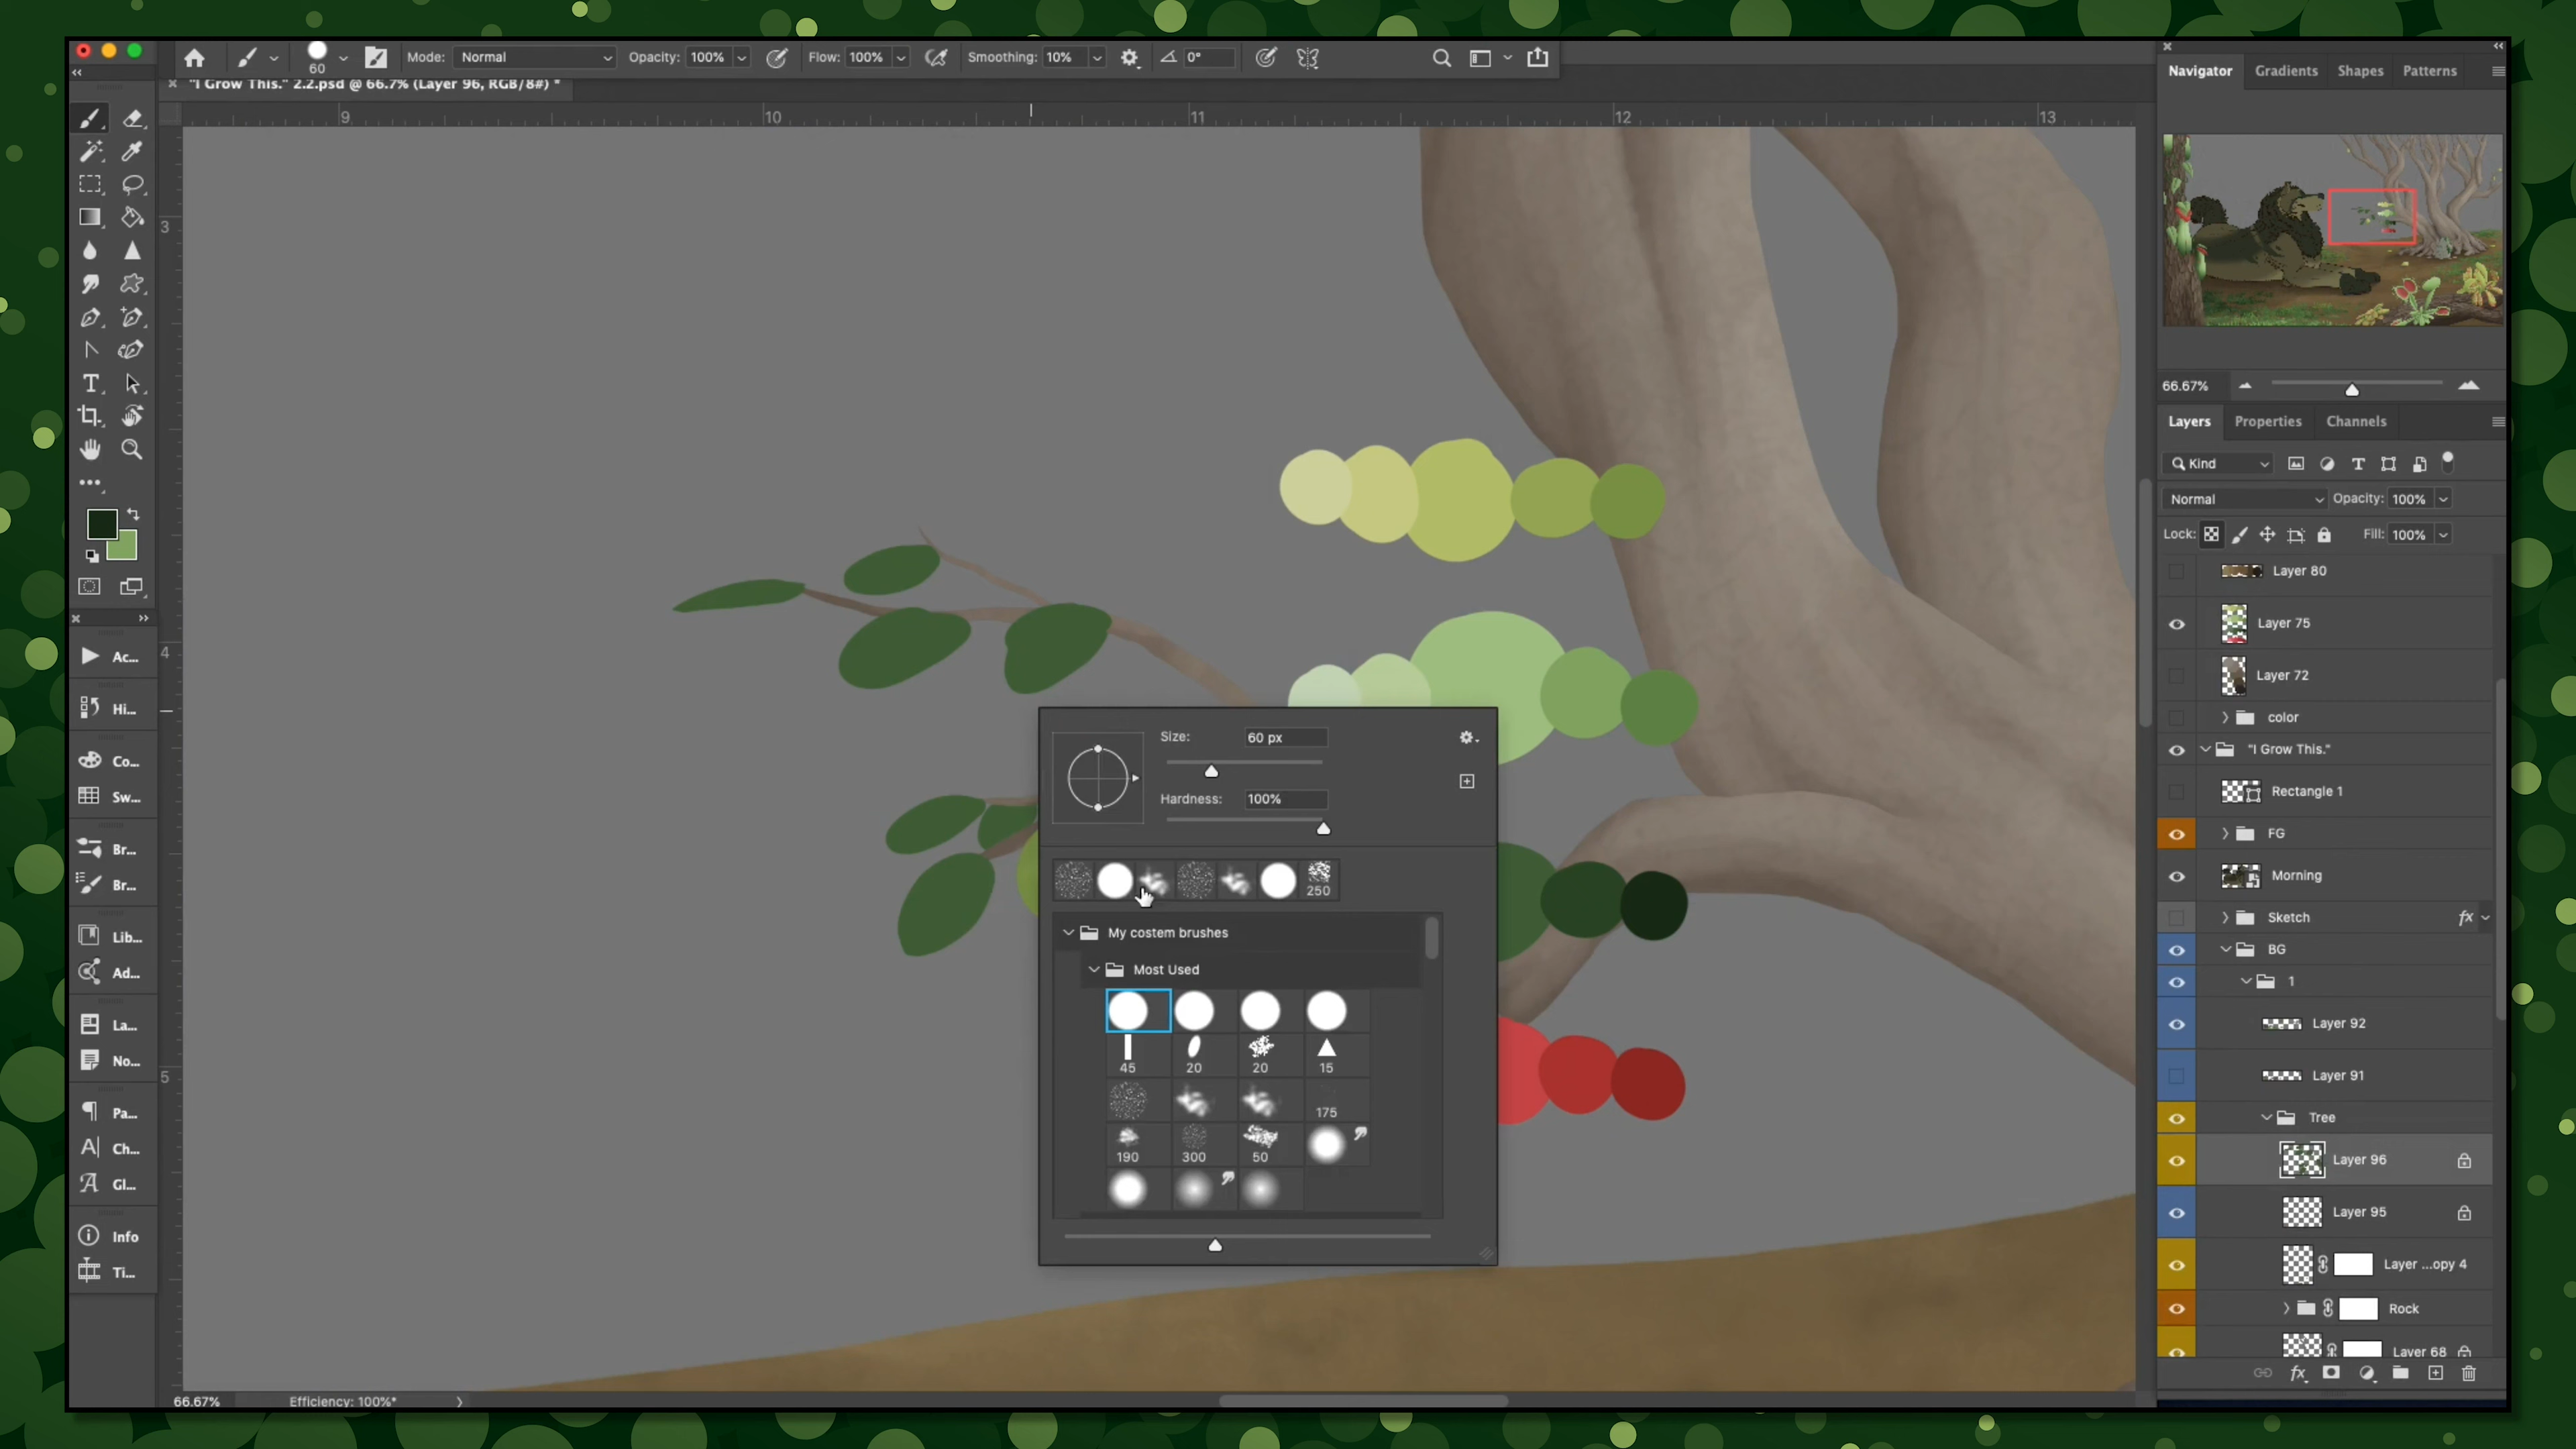 60
Mode: Normal
Opacity: 100%
Flow: 100%
Smoothing: 10%
0°
"I Grow This." 2.2.psd @ 66.7% (Layer 96, RGB/8#) *
9 10 11 12 13
3
4
5
Ac...
Hi...
Co...
Sw...
Br...
Br...
Lib...
Ad...
La...
No...
Pa...
Ch...
Gl...
Info
Ti...
Size: 60 px
Hardness: 100%
250
My costem brushes
Most Used
45 20 20 15
175
190 300 50
66.67% Efficiency: 100%*
Navigator Gradients Shapes Patterns
66.67%
Layers Properties Channels
Kind
Normal Opacity: 100%
Lock: Fill: 100%
Layer 80
Layer 75
Layer 72
color
"I Grow This."
Rectangle 1
FG
Morning
Sketch fx
BG
1
Layer 92
Layer 91
Tree
Layer 96
Layer 95
Layer ...opy 4
Rock
Layer 68
fx